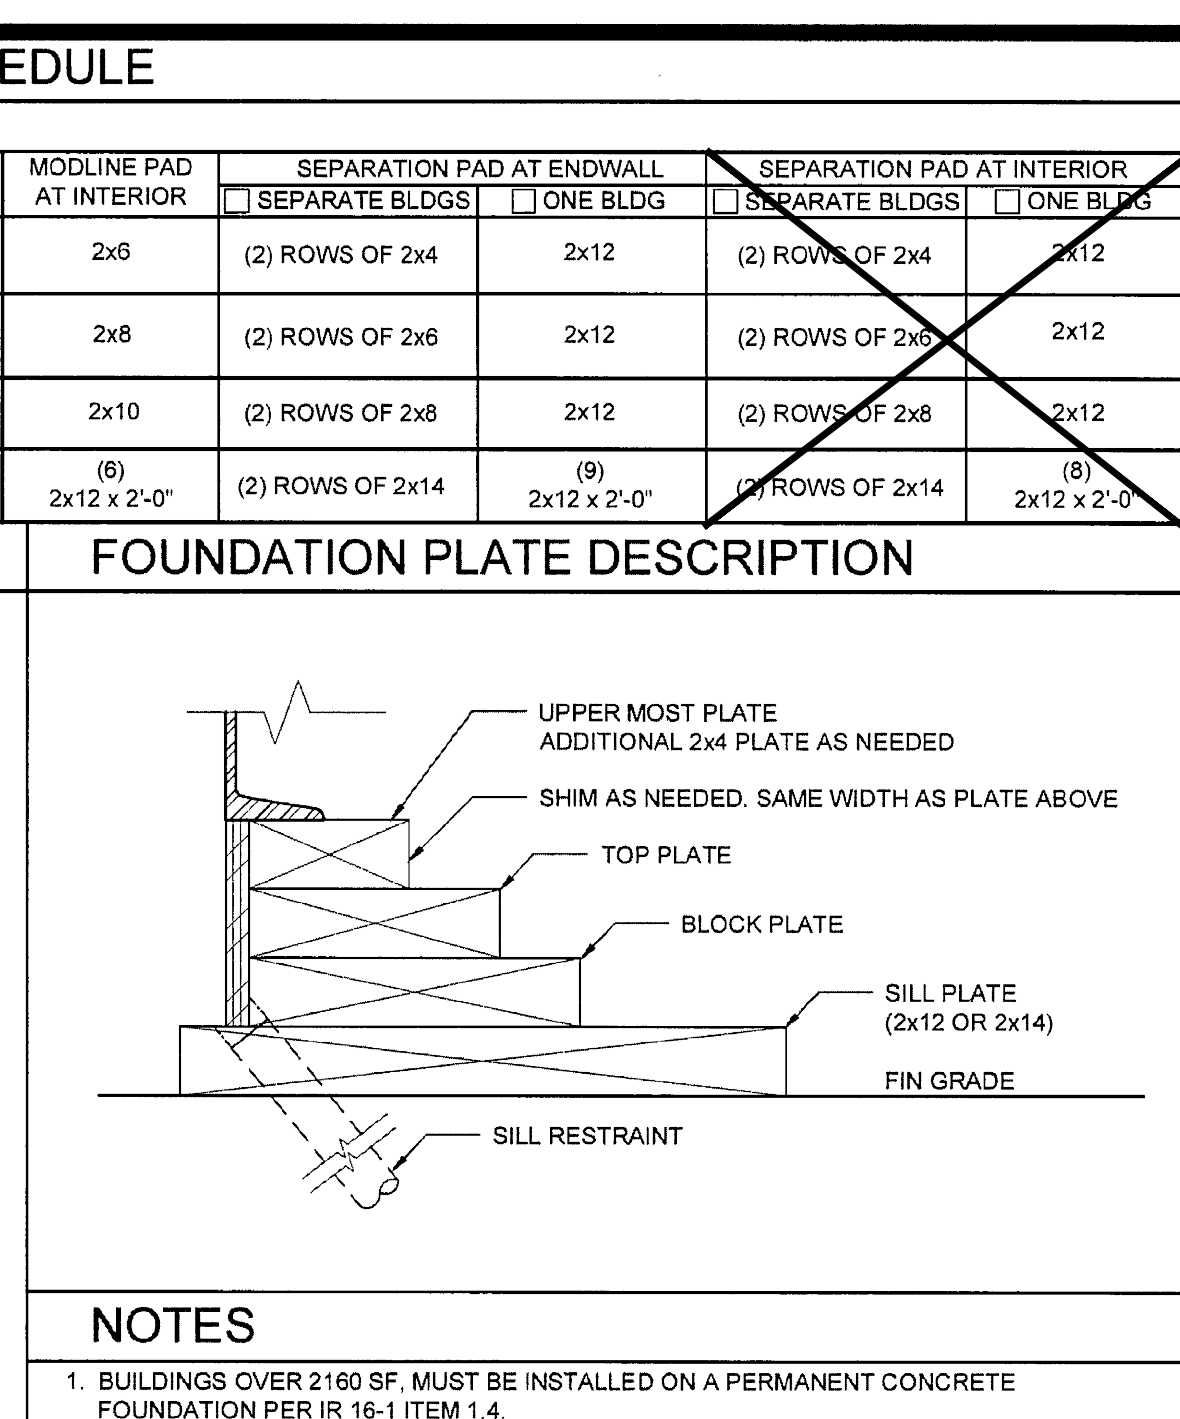 EDULE
MODLINE PAD
AT INTERIOR
SEPARATION PAD AT ENDWALL
SEPARATION PAD AT INTERIOR
SEPARATE BLDGS
ONE BLDG
SEPARATE BLDGS
ONE BLDG
2x6
(2) ROWS OF 2x4
2x12
(2) ROWS OF 2x4
2x12
2x8
(2) ROWS OF 2x6
2x12
(2) ROWS OF 2x6
2x12
2x10
(2) ROWS OF 2x8
2x12
(2) ROWS OF 2x8
2x12
(6)
2x12 x 2'-0"
(2) ROWS OF 2x14
(9)
2x12 x 2'-0"
(2) ROWS OF 2x14
(8)
2x12 x 2'-0"
FOUNDATION PLATE DESCRIPTION
UPPER MOST PLATE
ADDITIONAL 2x4 PLATE AS NEEDED
SHIM AS NEEDED. SAME WIDTH AS PLATE ABOVE
TOP PLATE
BLOCK PLATE
SILL PLATE
(2x12 OR 2x14)
FIN GRADE
SILL RESTRAINT
NOTES
1. BUILDINGS OVER 2160 SF, MUST BE INSTALLED ON A PERMANENT CONCRETE
FOUNDATION PER IR 16-1 ITEM 1.4.